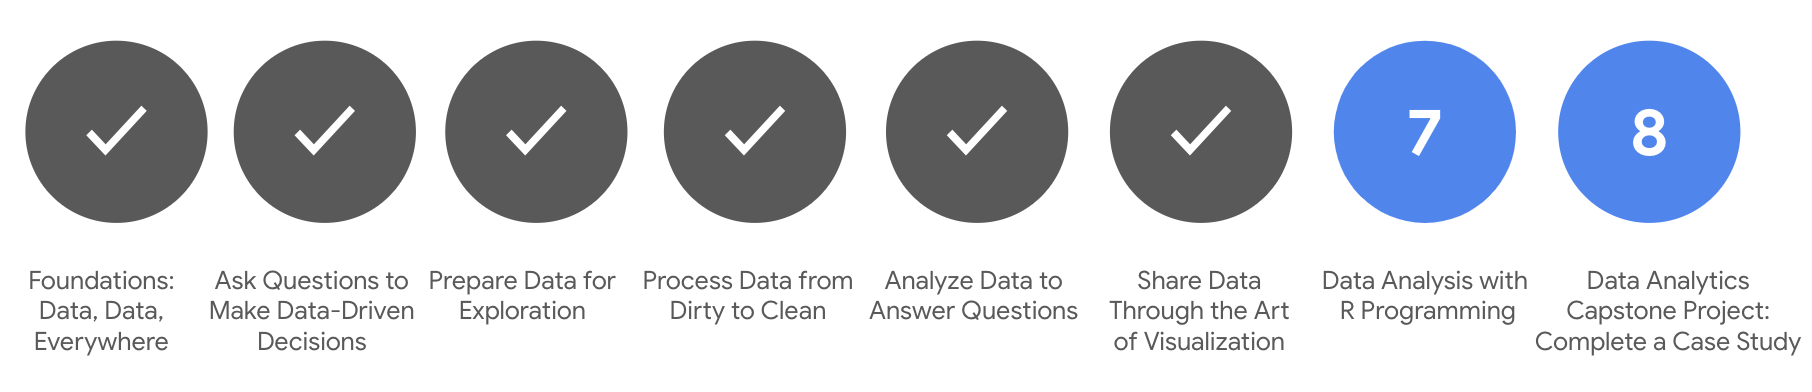 7
8
Foundations:
Data, Data,
Everywhere
Ask Questions to
Make Data-Driven
Decisions
Prepare Data for
Exploration
Process Data from
Dirty to Clean
Analyze Data to
Answer Questions
Share Data
Through the Art
of Visualization
Data Analysis with
R Programming
Data Analytics
Capstone Project:
Complete a Case Study